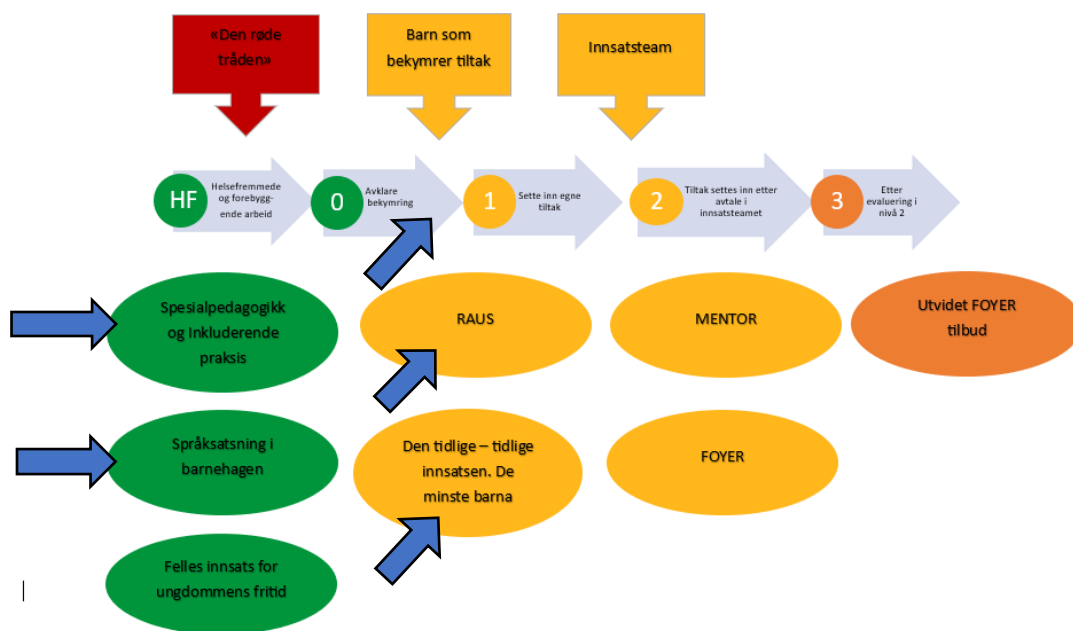 «Den røde
tråden»
Barn som
bekymrer tiltak
Innsatsteam
HF
Helsefremmede
og forebygg-
ende arbeid
0
Avklare
bekymring
1
Sette inn egne
tiltak
2
Tiltak settes inn etter
avtale i
innsatsteamet
3
Etter
evaluering i
nivå 2
Spesialpedagogikk
og Inkluderende
praksis
RAUS
MENTOR
Utvidet FOYER
tilbud
Språksatsning i
barnehagen
Den tidlige – tidlige
innsatsen. De
minste barna
FOYER
Felles innsats for
ungdommens fritid